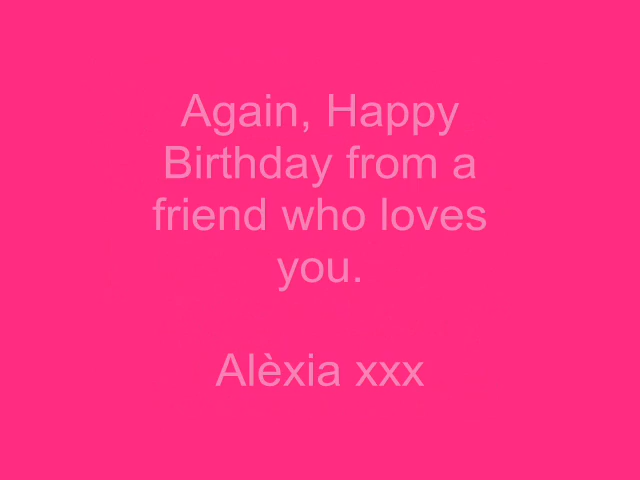 Again, Happy
Birthday from a
friend who loves
you.
Alèxia xxx